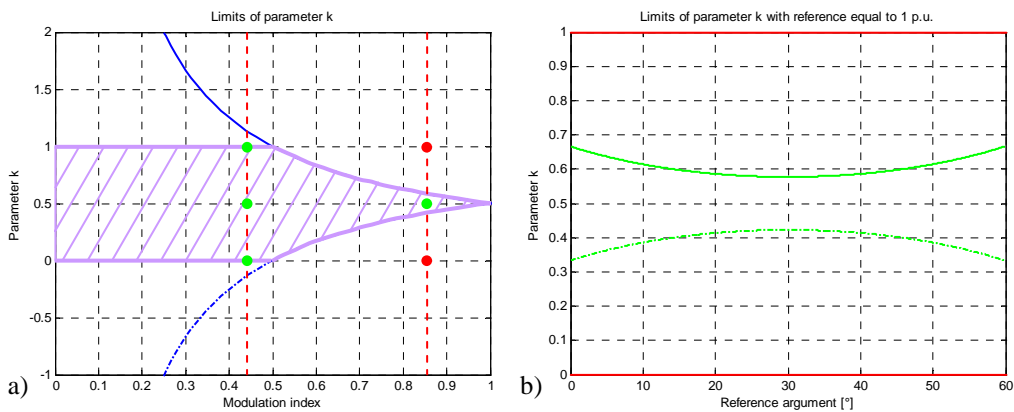 Limits of parameter k
2
1.5
1
0.5
0
-0.5
-1
Parameter k
0 0.1 0.2 0.3 0.4 0.5 0.6 0.7 0.8 0.9 1
Modulation index
a)
Limits of parameter k with reference equal to 1 p.u.
1
0.9
0.8
0.7
0.6
0.5
0.4
0.3
0.2
0.1
0
Parameter k
0 10 20 30 40 50 60
Reference argument [°]
b)